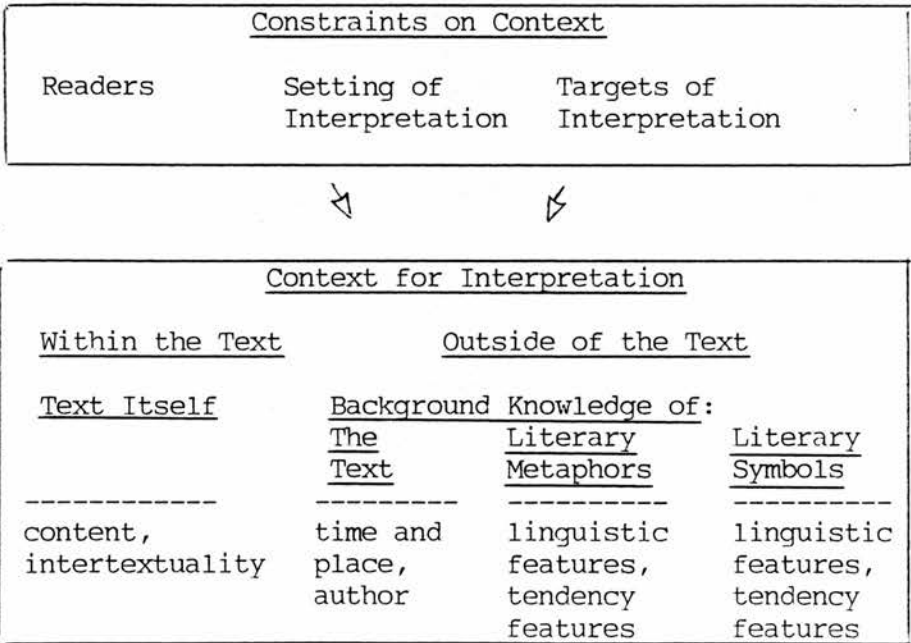 Constraints on Context
Readers Setting of Targets of
Interpretation Interpretation
Context for Interpretation
Within the Text Outside of the Text
Text Itself Background Knowledge of:
The Literary Literary
Text Metaphors Symbols
------------ --------- ---------- ----------
content, time and linguistic linguistic
intertextuality place, features, features,
author tendency tendency
features features